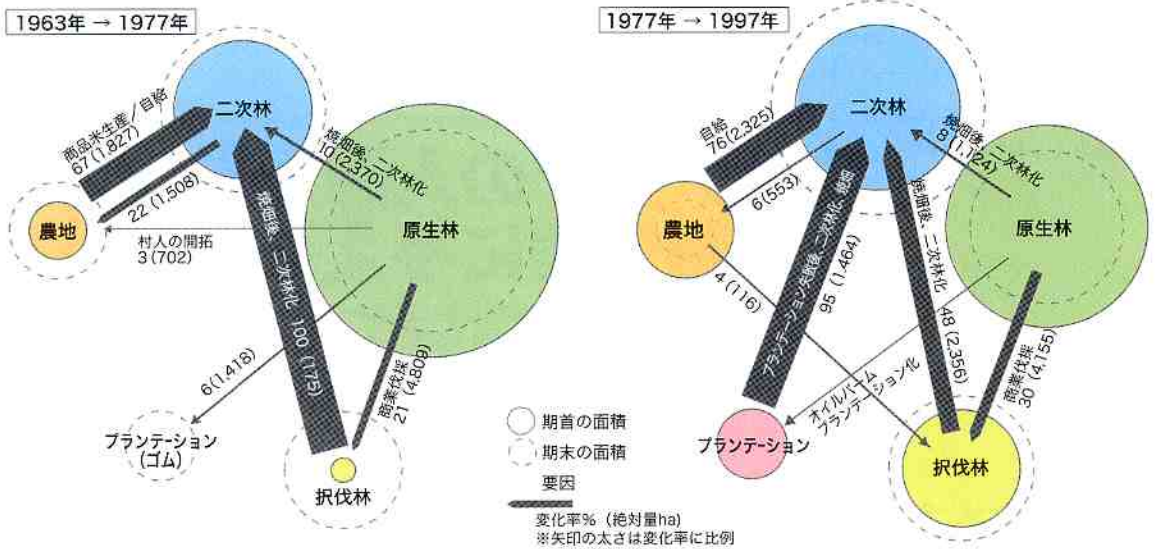 1963年 → 1977年
二次林
商品米生産／自給
67(1,827)
22(1,508)
焼畑後、二次林化
10(2,370)
農地
原生林
村人の開拓
3(702)
焼畑後、二次林化 100(175)
6(1,418)
商業伐採
21(4,809)
プランテーション
(ゴム)
択伐林
1977年 → 1997年
二次林
自給
76(2,325)
6(553)
焼畑後、二次林化
8(1,124)
農地
原生林
4(116)
プランテーション失敗後、二次林化、焼畑
95(1,464)
焼畑後、二次林化 48(2,356)
オイルパーム
プランテーション化
商業伐採
30(4,155)
プランテーション
択伐林
期首の面積
期末の面積
要因
変化率%（絶対量ha)
※矢印の太さは変化率に比例